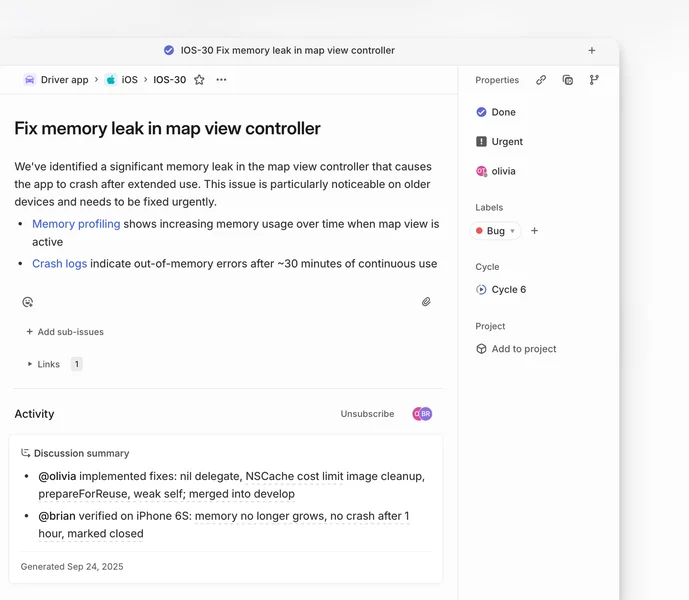 IOS-30 Fix memory leak in map view controller
+
Driver app › iOS › IOS-30
Properties
Fix memory leak in map view controller
We've identified a significant memory leak in the map view controller that causes
the app to crash after extended use. This issue is particularly noticeable on older
devices and needs to be fixed urgently.
• Memory profiling shows increasing memory usage over time when map view is
active
• Crash logs indicate out-of-memory errors after ~30 minutes of continuous use
+ Add sub-issues
Links 1
Done
Urgent
olivia
Labels
Bug
+
Cycle
Cycle 6
Project
Add to project
Activity
Unsubscribe
BR
Discussion summary
• @olivia implemented fixes: nil delegate, NSCache cost limit image cleanup,
prepareForReuse, weak self; merged into develop
• @brian verified on iPhone 6S: memory no longer grows, no crash after 1
hour, marked closed
Generated Sep 24, 2025